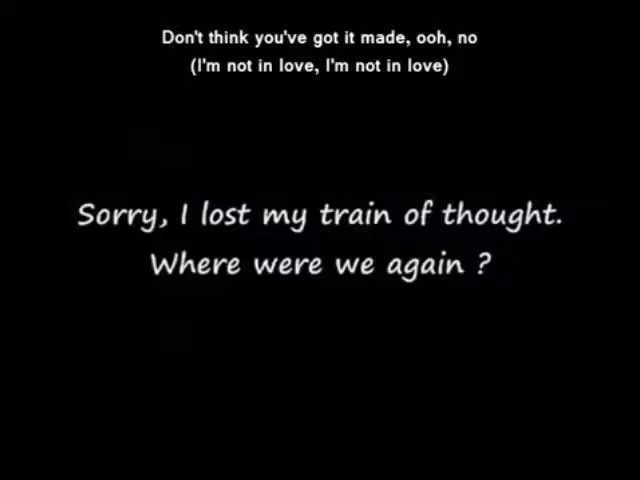 Don't think you've got it made, ooh, no
(I'm not in love, I'm not in love)
Sorry, I lost my train of thought.
Where were we again ?